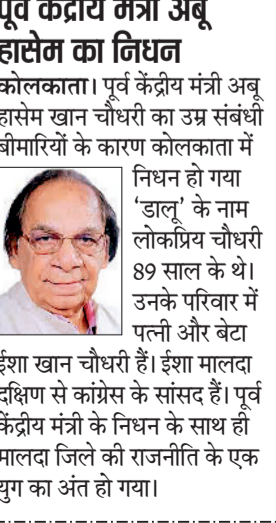 पूर्व केंद्रीय मंत्री अबू
हासेम का निधन
कोलकाता। पूर्व केंद्रीय मंत्री अबू
हासेम खान चौधरी का उम्र संबंधी
बीमारियों के कारण कोलकाता में
निधन हो गया
‘डालू’ के नाम
लोकप्रिय चौधरी
89 साल के थे।
उनके परिवार में
पत्नी और बेटा
ईशा खान चौधरी हैं। ईशा मालदा
दक्षिण से कांग्रेस के सांसद हैं। पूर्व
केंद्रीय मंत्री के निधन के साथ ही
मालदा जिले की राजनीति के एक
युग का अंत हो गया।